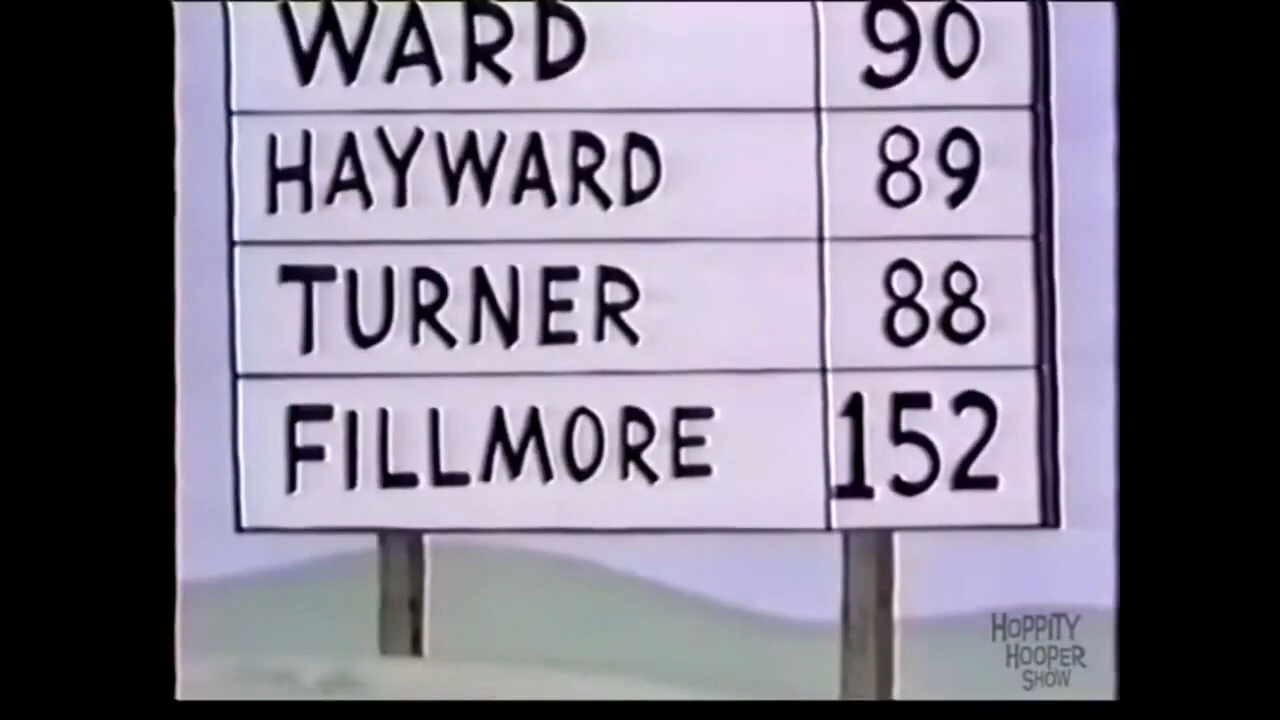 WARD 90
HAYWARD 89
TURNER 88
FILLMORE 152
HOPPITY
HOOPER
SHOW